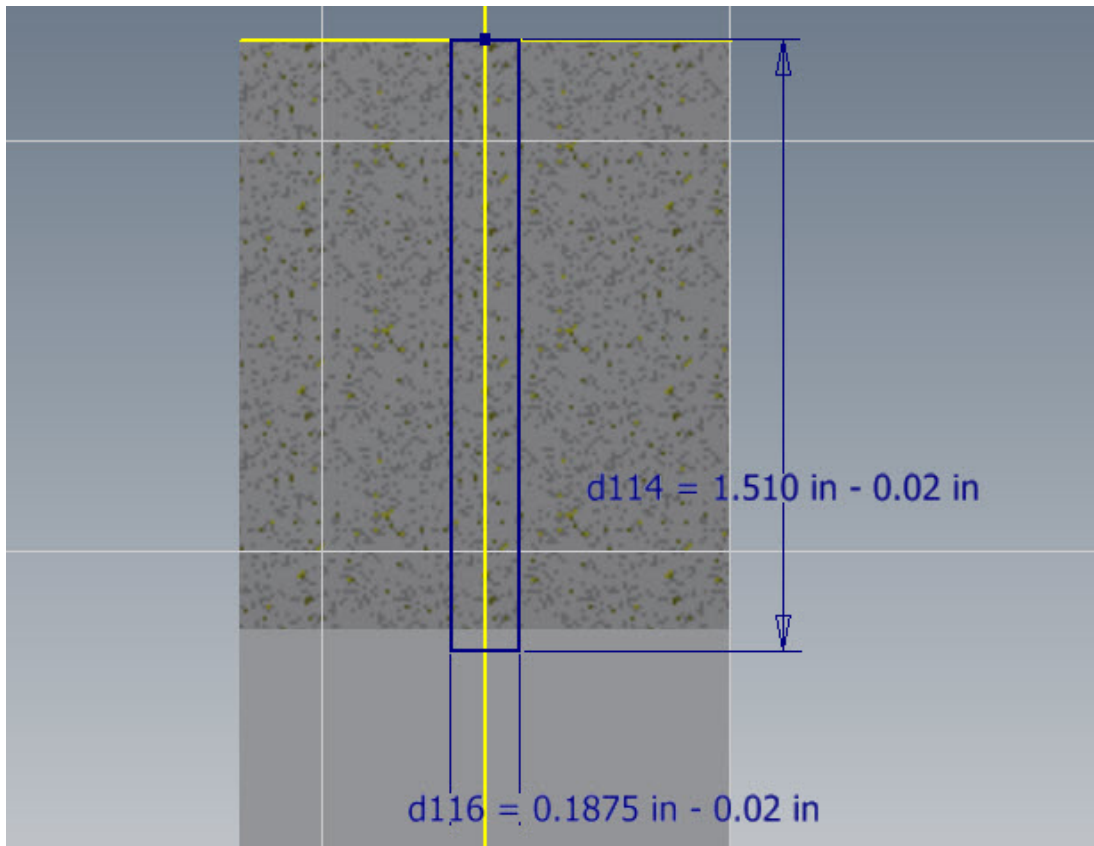 d114 = 1.510 in - 0.02 in
d116 = 0.1875 in - 0.02 in